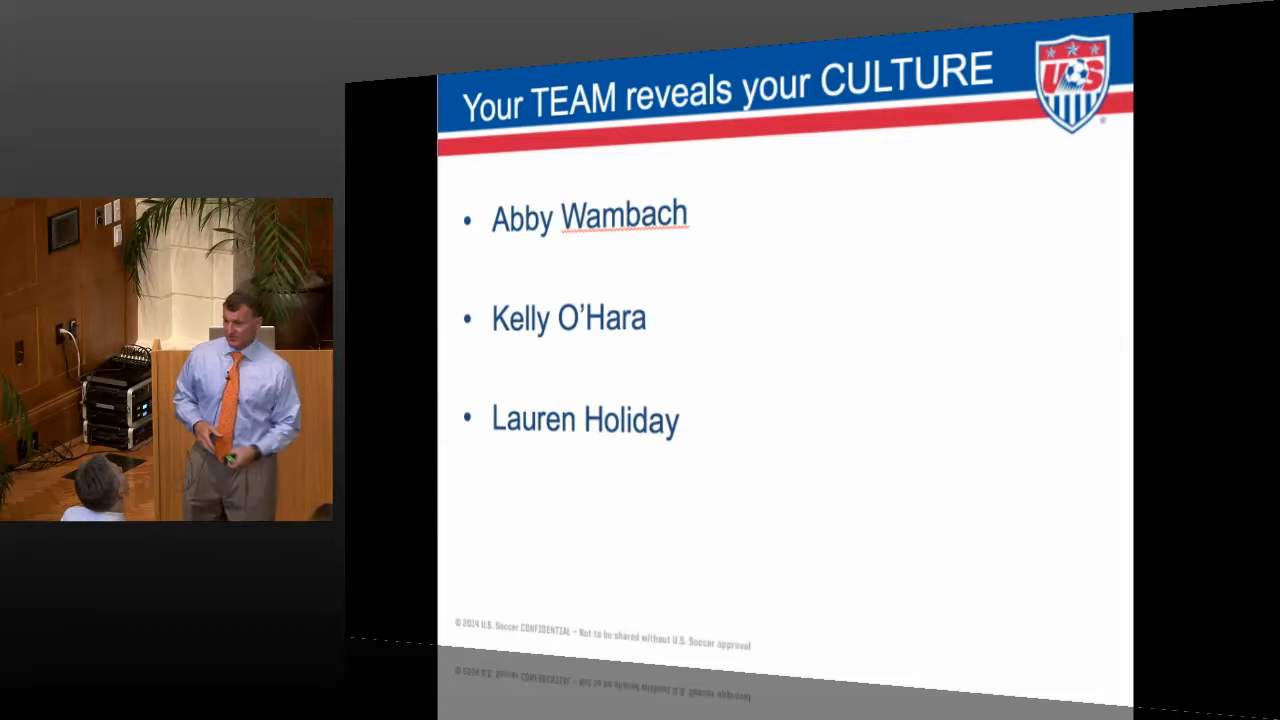 Your TEAM reveals your CULTURE
US
®
• Abby Wambach
• Kelly O’Hara
• Lauren Holiday
© 2014 U.S. Soccer CONFIDENTIAL – Not to be shared without U.S. Soccer approval